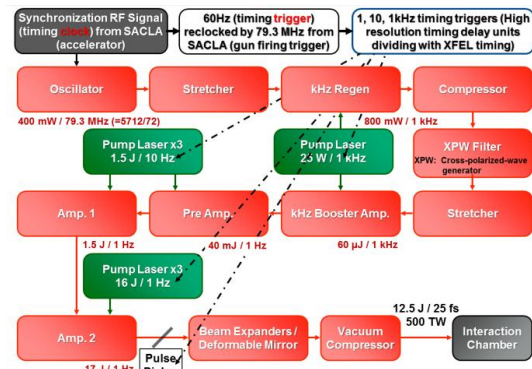 Synchronization RF Signal
(timing clock) from SACLA
(accelerator)
60Hz (timing trigger)
reclocked by 79.3 MHz from
SACLA (gun firing trigger)
1, 10, 1kHz timing triggers (High
resolution timing delay units
dividing with XFEL timing)
Oscillator
Stretcher
kHz Regen
Compressor
400 mW / 79.3 MHz (=5712/72)
800 mW / 1 kHz
Pump Laser x3
1.5 J / 10 Hz
Pump Laser
25 W / 1 kHz
XPW Filter
XPW: Cross-polarized-wave
generator
Amp. 1
Pre Amp.
kHz Booster Amp.
Stretcher
1.5 J / 1 Hz
40 mJ / 1 Hz
60 µJ / 1 kHz
Pump Laser x3
16 J / 1 Hz
12.5 J / 25 fs
500 TW
Amp. 2
Beam Expanders /
Deformable Mirror
Vacuum
Compressor
Interaction
Chamber
Pulse
17 J / 1 Hz